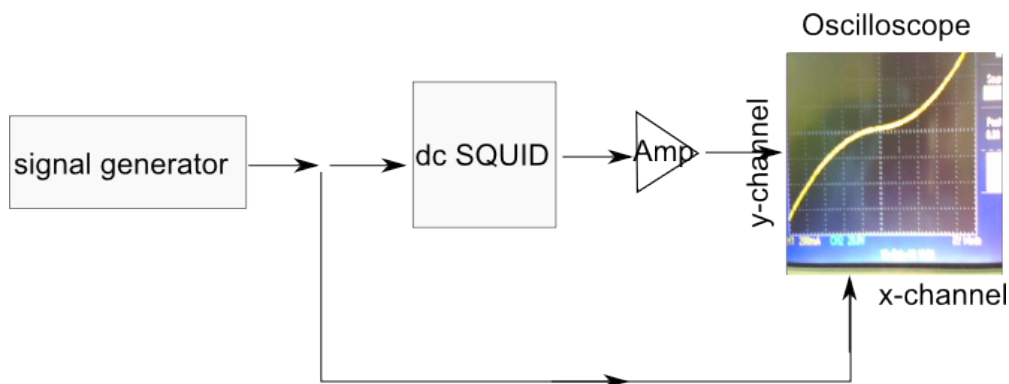 Oscilloscope
signal generator
dc SQUID
Amp
y-channel
x-channel